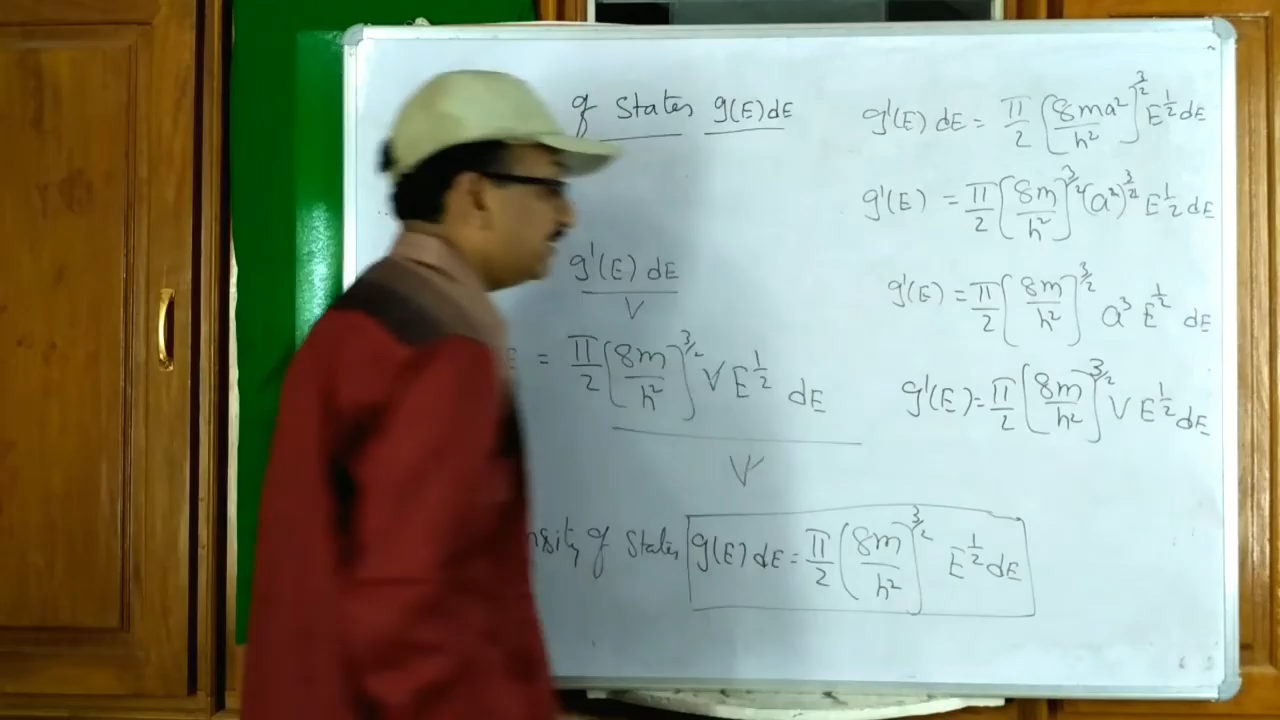 of States g(E)dE
g'(E) dE
V
= π/2 [8m/h²]^3/2 V E^1/2 dE
V
nsity of States g(E) dE = π/2 (8m/h²)^3/2 E^1/2 dE
g'(E) dE = π/2 [8ma²/h²]^3/2 E^1/2 dE
g'(E) = π/2 [8m/h²]^3/2 (a²)^3/2 E^1/2 dE
g'(E) = π/2 [8m/h²]^3/2 a³ E^1/2 dE
g'(E) = π/2 [8m/h²]^3/2 V E^1/2 dE